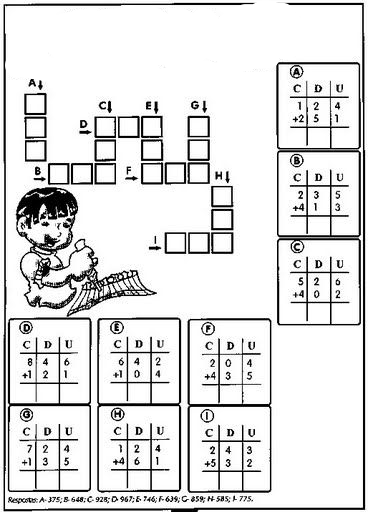 A
A
C D U
1 2 4
+2 5 1
C E G
D
B
C D U
2 3 5
+4 1 3
B F H
I
C
C D U
5 2 6
+4 0 2
D
C D U
8 4 6
+1 2 1
E
C D U
6 4 2
+1 0 4
F
C D U
2 0 4
+4 3 5
G
C D U
7 2 4
+1 3 5
H
C D U
1 2 4
+4 6 1
I
C D U
2 4 3
+5 3 2
Respostas: A- 375; B- 648; C- 928; D- 967; E- 746; F- 639; G- 859; H- 585; I- 775.